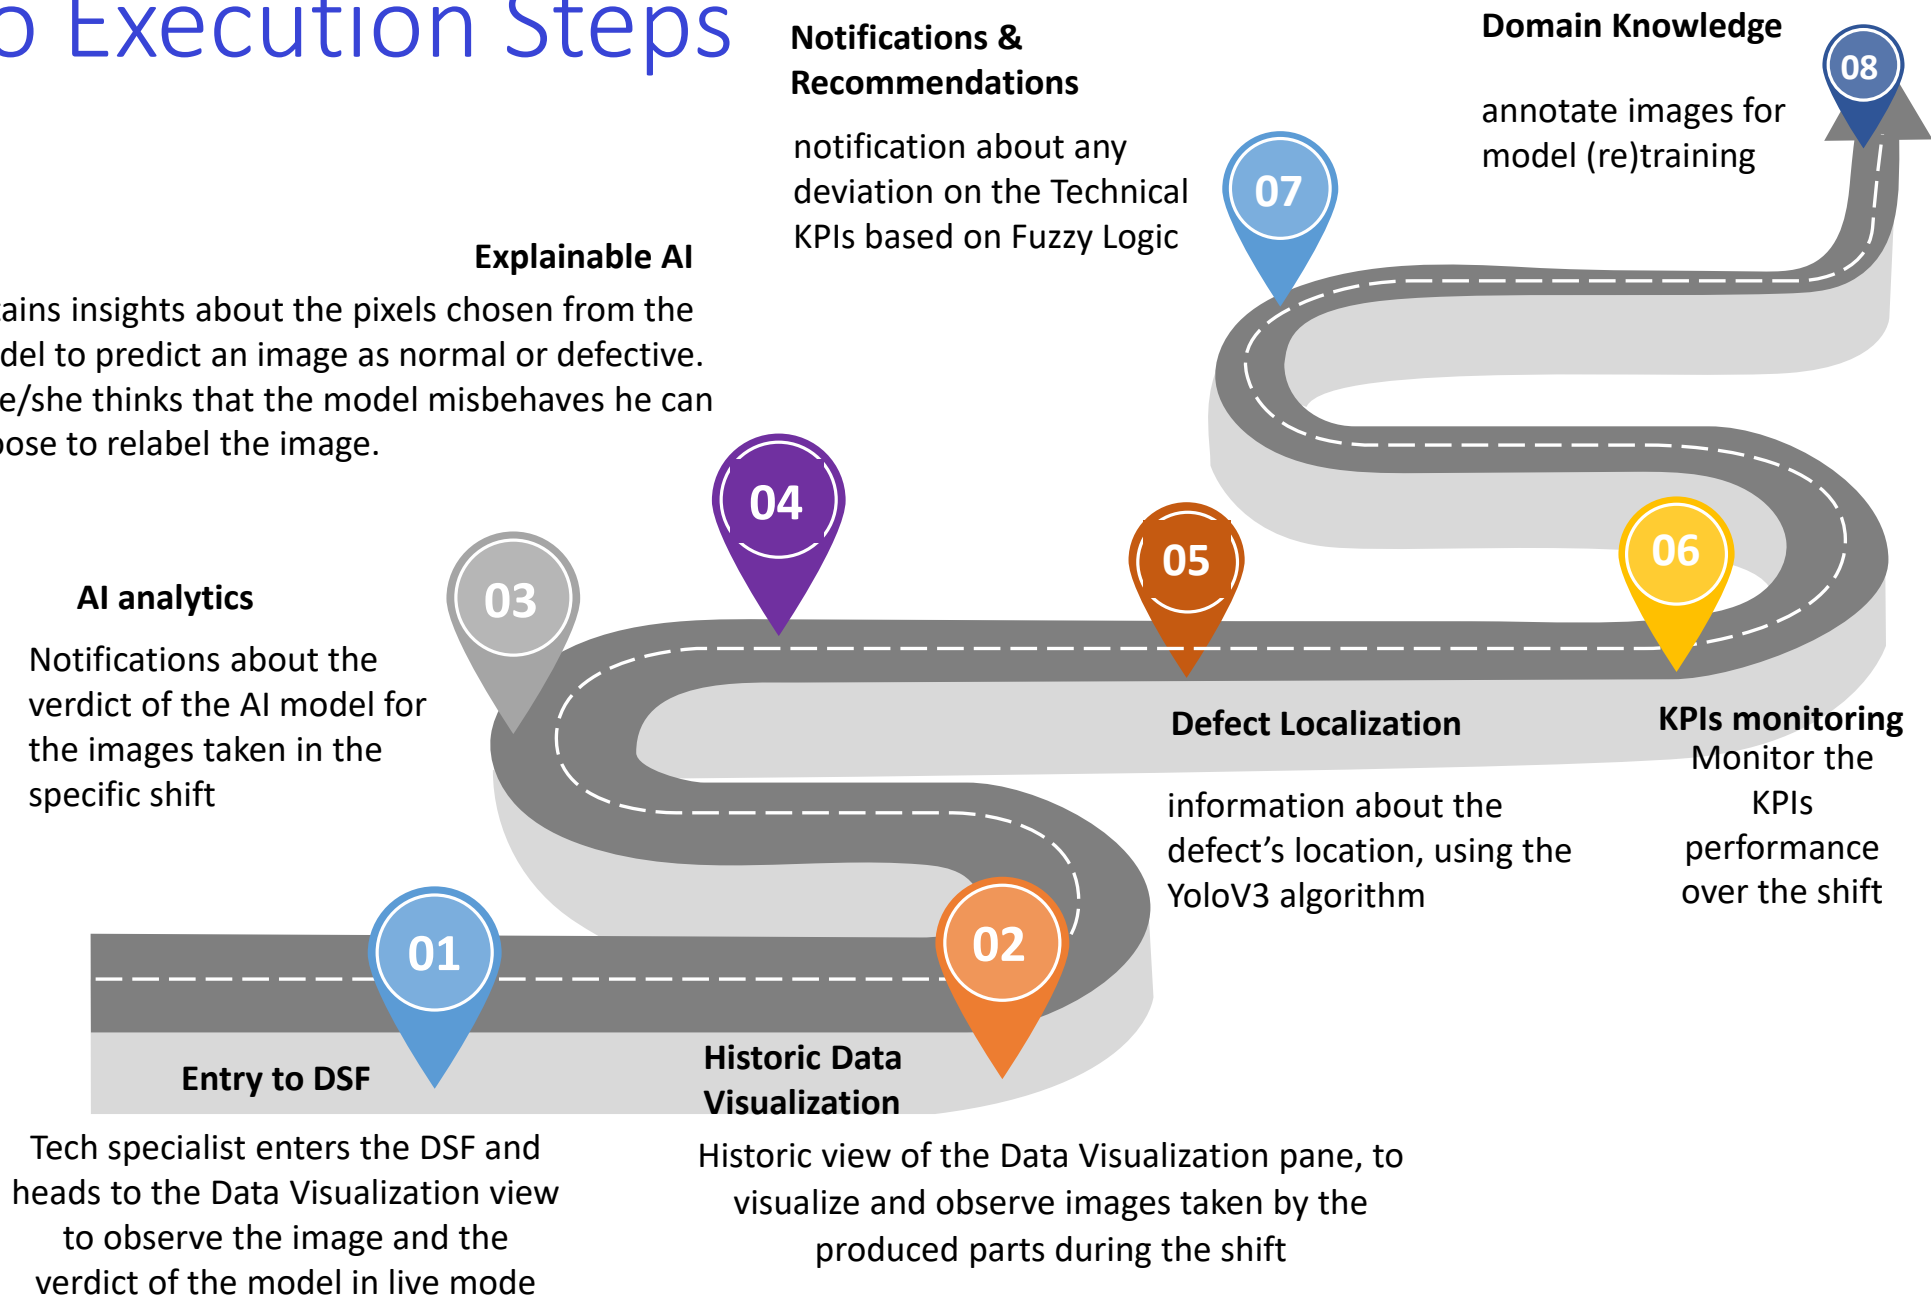 Execution Steps
01
Entry to DSF
Tech specialist enters the DSF and
heads to the Data Visualization view
to observe the image and the
verdict of the model in live mode
02
Historic Data
Visualization
Historic view of the Data Visualization pane, to
visualize and observe images taken by the
produced parts during the shift
03
AI analytics
Notifications about the
verdict of the AI model for
the images taken in the
specific shift
04
Explainable AI
insights about the pixels chosen from the
to predict an image as normal or defective.
thinks that the model misbehaves he can
to relabel the image.
05
Defect Localization
information about the
defect’s location, using the
YoloV3 algorithm
06
KPIs monitoring
Monitor the
KPIs
performance
over the shift
07
Notifications &
Recommendations
notification about any
deviation on the Technical
KPIs based on Fuzzy Logic
08
Domain Knowledge
annotate images for
model (re)training